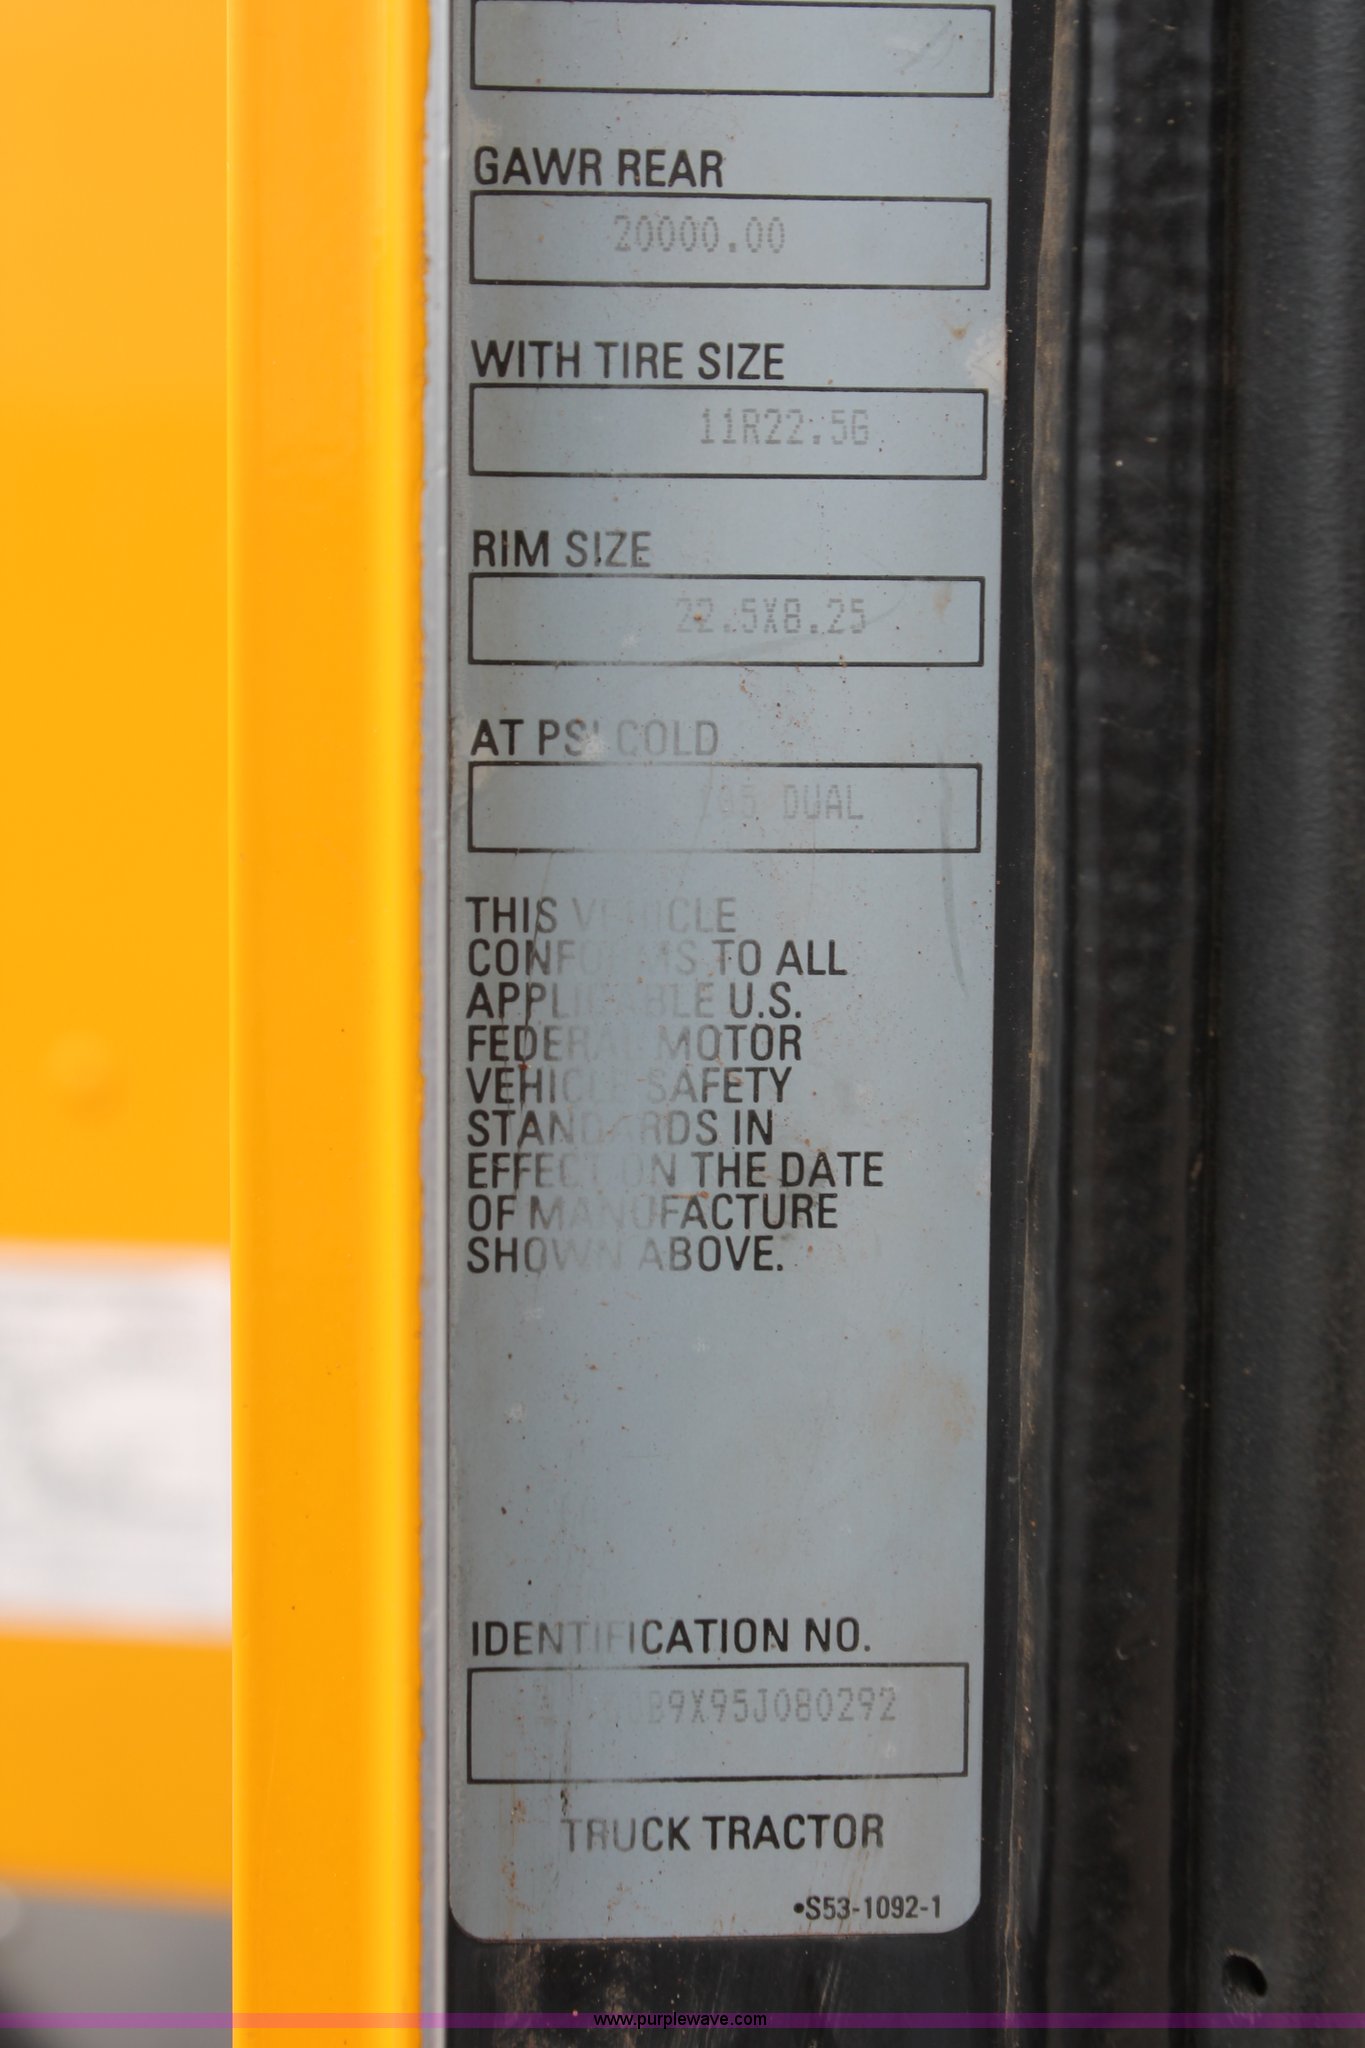 GAWR REAR
20000.00
WITH TIRE SIZE
11R22.5G
RIM SIZE
22.5X8.25
AT PSI COLD
105 DUAL
THIS VEHICLE
CONFORMS TO ALL
APPLICABLE U.S.
FEDERAL MOTOR
VEHICLE SAFETY
STANDARDS IN
EFFECT ON THE DATE
OF MANUFACTURE
SHOWN ABOVE.
IDENTIFICATION NO.
TRUCK TRACTOR
•S53-1092-1
www.purplewave.com